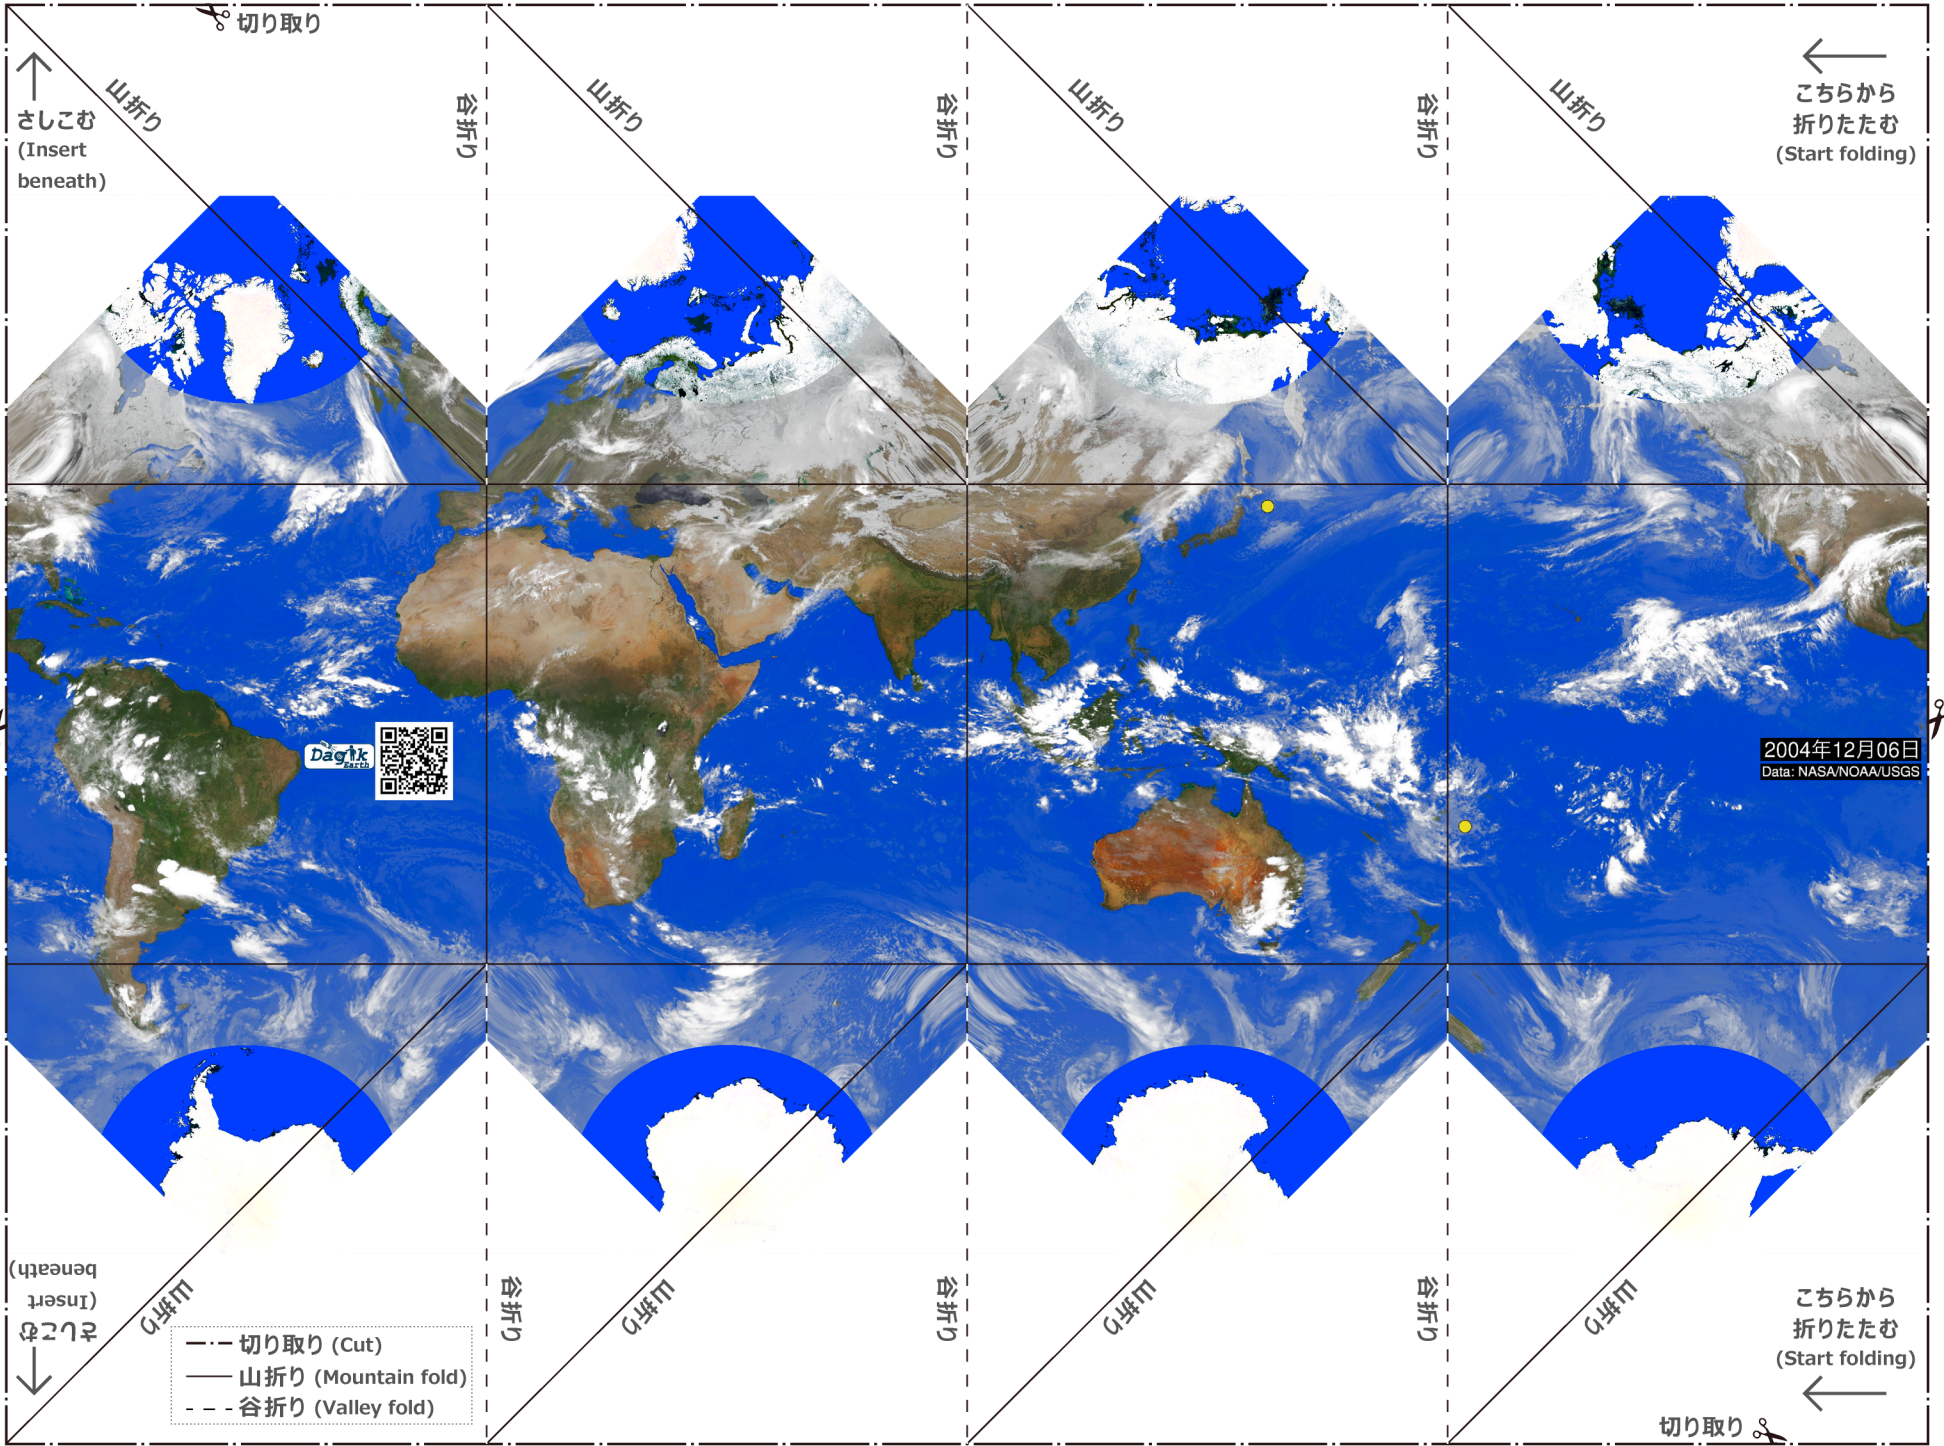 切り取り
さしこむ
(Insert
beneath)
山折り
谷折り
山折り
谷折り
山折り
谷折り
山折り
こちらから
折りたたむ
(Start folding)
Dagik
Earth
2004年12月06日
Data: NASA/NOAA/USGS
さしこむ
(Insert
beneath)
山折り
谷折り
山折り
谷折り
山折り
谷折り
山折り
こちらから
折りたたむ
(Start folding)
切り取り (Cut)
山折り (Mountain fold)
谷折り (Valley fold)
切り取り